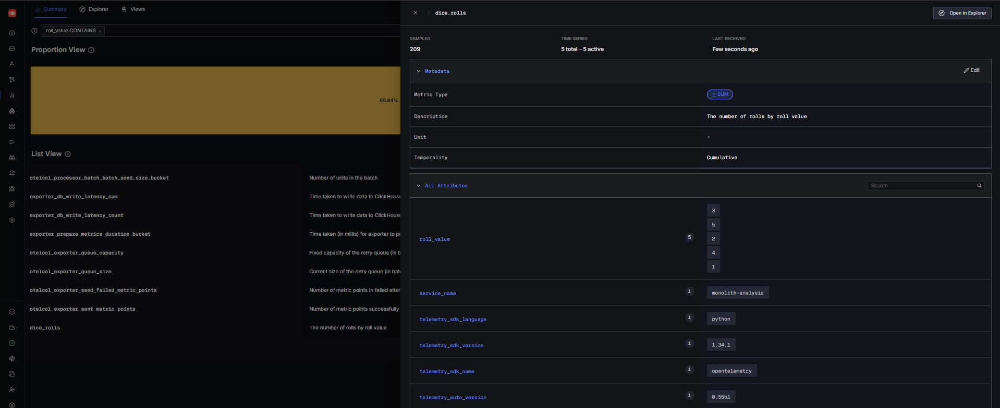 Summary
Explorer
Views
roll_value CONTAINS ×
Proportion View
65.84%
List View
otelcol_processor_batch_batch_send_size_bucket
Number of units in the batch
exporter_db_write_latency_sum
Time taken to write data to ClickHouse
exporter_db_write_latency_count
Time taken to write data to ClickHouse
exporter_prepare_metrics_duration_bucket
Time taken (in millis) for exporter to pr
otelcol_exporter_queue_capacity
Fixed capacity of the retry queue (in b
otelcol_exporter_queue_size
Current size of the retry queue (in bat
otelcol_exporter_send_failed_metric_points
Number of metric points in failed atter
otelcol_exporter_sent_metric_points
Number of metric points successfully
dice_rolls
The number of rolls by roll value
dice_rolls
Open in Explorer
SAMPLES
209
TIME SERIES
5 total — 5 active
LAST RECEIVED
Few seconds ago
Metadata
Edit
Metric Type
SUM
Description
The number of rolls by roll value
Unit
-
Temporality
Cumulative
All Attributes
Search
roll_value
5
3
5
2
4
1
service_name
1
monolith-analysis
telemetry_sdk_language
1
python
telemetry_sdk_version
1
1.34.1
telemetry_sdk_name
1
opentelemetry
telemetry_auto_version
1
0.55b1